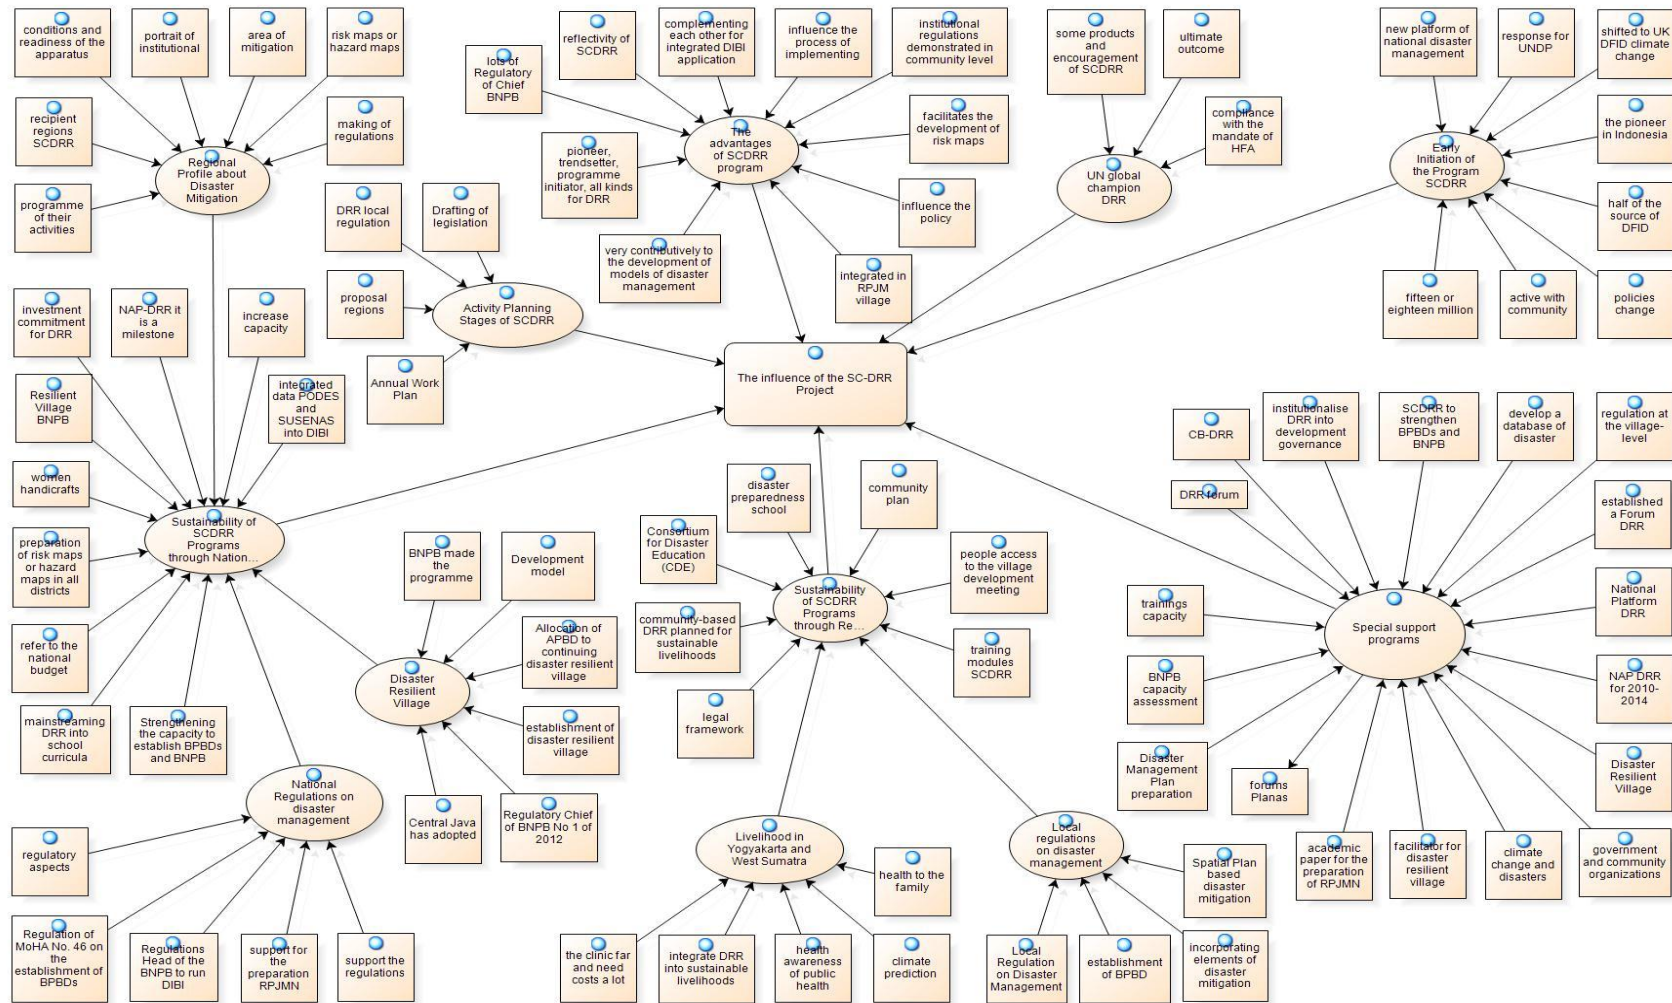 conditions and
readiness of the
apparatus
portrait of
institutional
area of
mitigation
risk maps or
hazard maps
recipient
regions
SCDRR
making of
regulations
programme
of their
activities
Regional
Profile about
Disaster
Mitigation
lots of
Regulatory
of Chief
BNPB
reflectivity of
SCDRR
complementing
each other for
integrated DIBI
application
influence the
process of
implementing
institutional
regulations
demonstrated in
community level
pioneer,
trendsetter,
programme
initiator, all kinds
for DRR
The
advantages
of SCDRR
program
facilitates the
development of
risk maps
influence the
policy
very contributively to
the development of
models of disaster
management
integrated in
RPJM
village
some products
and
encouragement
of SCDRR
ultimate
outcome
compliance
with the
mandate of
HFA
UN global
champion
DRR
new platform of
national disaster
management
response for
UNDP
shifted to UK
DFID climate
change
the pioneer
in Indonesia
Early
Initiation of
the Program
SCDRR
half of the
source of
DFID
fifteen or
eighteen million
active with
community
policies
change
DRR local
regulation
Drafting of
legislation
proposal
regions
Activity Planning
Stages of SCDRR
Annual Work
Plan
The influence of the SC-DRR
Project
investment
commitment
for DRR
NAP-DRR it
is a
milestone
increase
capacity
Resilient
Village
BNPB
integrated
data PODES
and
SUSENAS
into DIBI
women
handicrafts
preparation
of risk maps
or hazard
maps in all
districts
Sustainability of
SCDRR
Programs
through Nation...
refer to the
national
budget
mainstreaming
DRR into
school
curricula
Strengthening
the capacity to
establish BPBDs
and BNPB
BNPB made
the
programme
Development
model
Allocation of
APBD to
continuing
disaster resilient
village
Disaster
Resilient
Village
establishment of
disaster resilient
village
Central Java
has adopted
Regulatory Chief
of BNPB No 1 of
2012
National
Regulations on
disaster
management
regulatory
aspects
Regulation of
MoHA No. 46 on
the
establishment of
BPBDs
Regulations
Head of the
BNPB to run
DIBI
support for
the
preparation
RPJMN
support the
regulations
disaster
preparedness
school
community
plan
Consortium
for Disaster
Education
(CDE)
people access
to the village
development
meeting
Sustainability
of SCDRR
Programs
through Re...
community-based
DRR planned for
sustainable
livelihoods
training
modules
SCDRR
legal
framework
Livelihood in
Yogyakarta and
West Sumatra
health to the
family
the clinic far
and need
costs a lot
integrate DRR
into sustainable
livelihoods
health
awareness
of public
health
climate
prediction
Local
regulations
on disaster
management
Spatial Plan
based
disaster
mitigation
Local
Regulation
on Disaster
Management
establishment
of BPBD
incorporating
elements of
disaster
mitigation
CB-DRR
institutionalise
DRR into
development
governance
SCDRR to
strengthen
BPBDs and
BNPB
develop a
database of
disaster
regulation at
the village-
level
DRR forum
established
a Forum
DRR
trainings
capacity
Special support
programs
National
Platform
DRR
BNPB
capacity
assessment
NAP DRR
for 2010-
2014
Disaster
Management
Plan
preparation
forums
Planas
Disaster
Resilient
Village
academic
paper for the
preparation
of RPJMN
facilitator for
disaster
resilient
village
climate
change and
disasters
government
and community
organizations